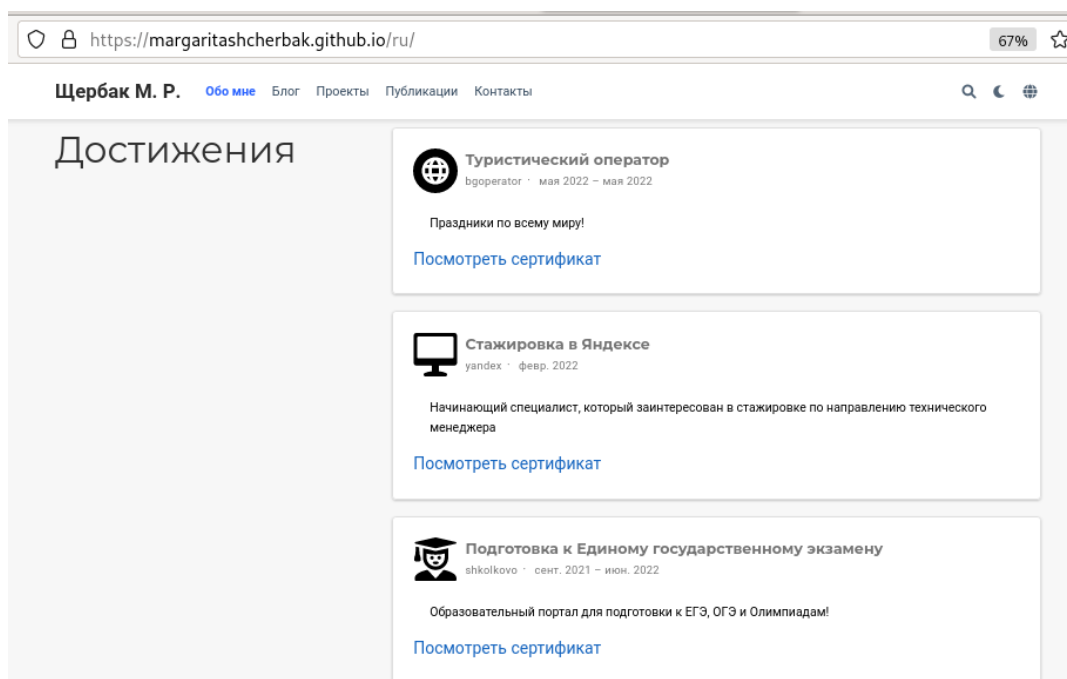 https://margaritashcherbak.github.io/ru/ 67%
Щербак М. Р. Обо мне Блог Проекты Публикации Контакты
Достижения
Туристический оператор
bgoperator · мая 2022 – мая 2022
Праздники по всему миру!
Посмотреть сертификат
Стажировка в Яндексе
yandex · февр. 2022
Начинающий специалист, который заинтересован в стажировке по направлению технического
менеджера
Посмотреть сертификат
Подготовка к Единому государственному экзамену
shkolkovo · сент. 2021 – июн. 2022
Образовательный портал для подготовки к ЕГЭ, ОГЭ и Олимпиадам!
Посмотреть сертификат